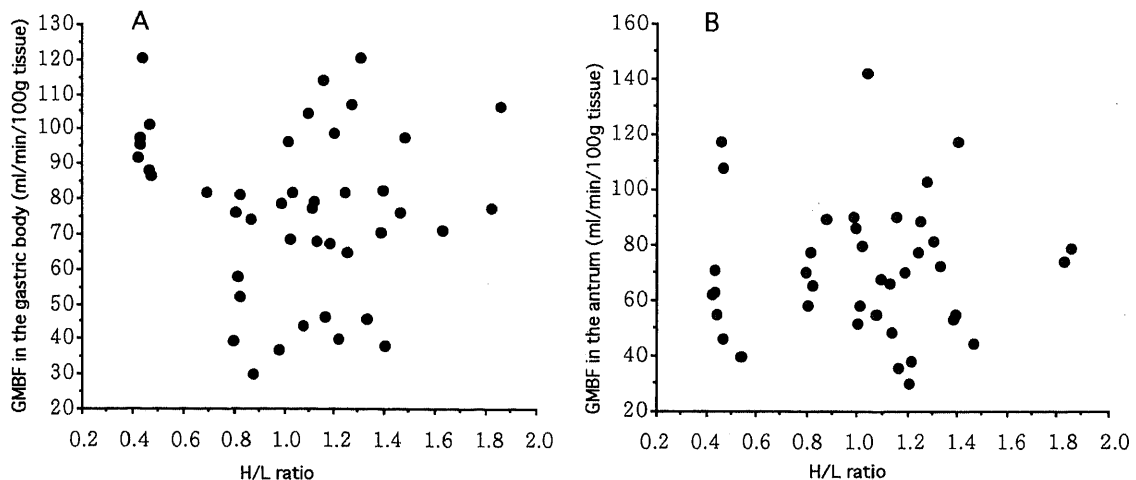 A
GMBF in the gastric body (ml/min/100g tissue)
130
120
110
100
90
80
70
60
50
40
30
20
0.2 0.4 0.6 0.8 1.0 1.2 1.4 1.6 1.8 2.0
H/L ratio
B
GMBF in the antrum (ml/min/100g tissue)
160
140
120
100
80
60
40
20
0.2 0.4 0.6 0.8 1.0 1.2 1.4 1.6 1.8 2.0
H/L ratio